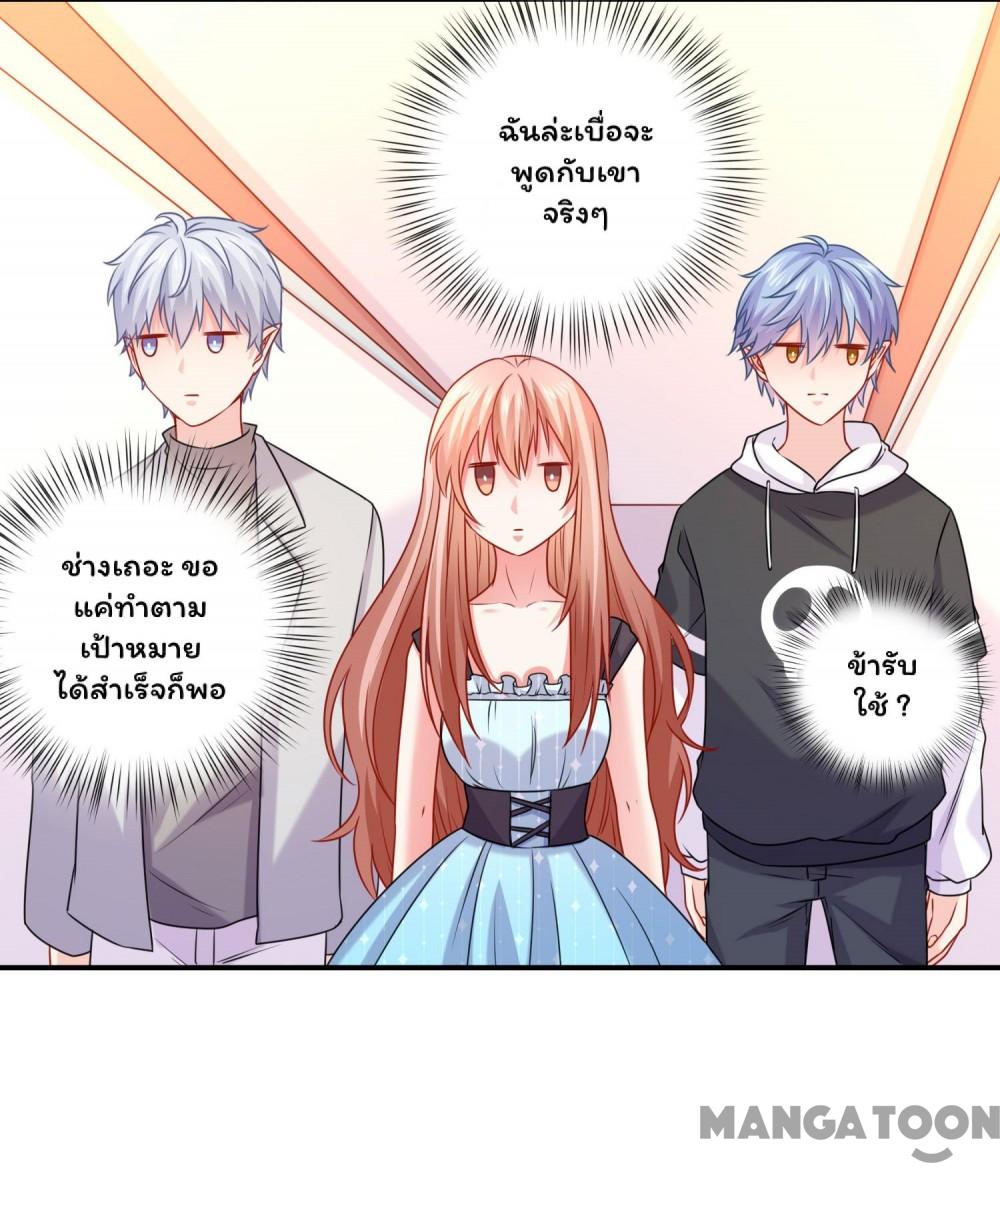 ฉันล่ะเบื่อจะ
พูดกับเขา
จริงๆ
ช่างเถอะ ขอ
แค่ทำตาม
เป้าหมาย
ได้สำเร็จก็พอ
ข้ารับ
ใช้ ?
MANGATOON